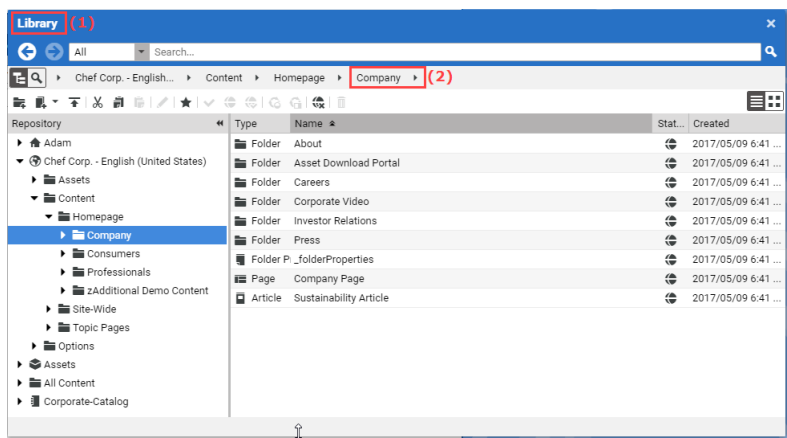 Library (1)
All Search...
Chef Corp. - English... Content Homepage Company (2)
Repository Type Name Stat... Created
Adam Folder About 2017/05/09 6:41 ...
Chef Corp. - English (United States) Folder Asset Download Portal 2017/05/09 6:41 ...
Assets Folder Careers 2017/05/09 6:41 ...
Content Folder Corporate Video 2017/05/09 6:41 ...
Homepage Folder Investor Relations 2017/05/09 6:41 ...
Company Folder Press 2017/05/09 6:41 ...
Consumers Folder P _folderProperties 2017/05/09 6:41 ...
Professionals Page Company Page 2017/05/09 6:41 ...
zAdditional Demo Content Article Sustainability Article 2017/05/09 6:41 ...
Site-Wide
Topic Pages
Options
Assets
All Content
Corporate-Catalog